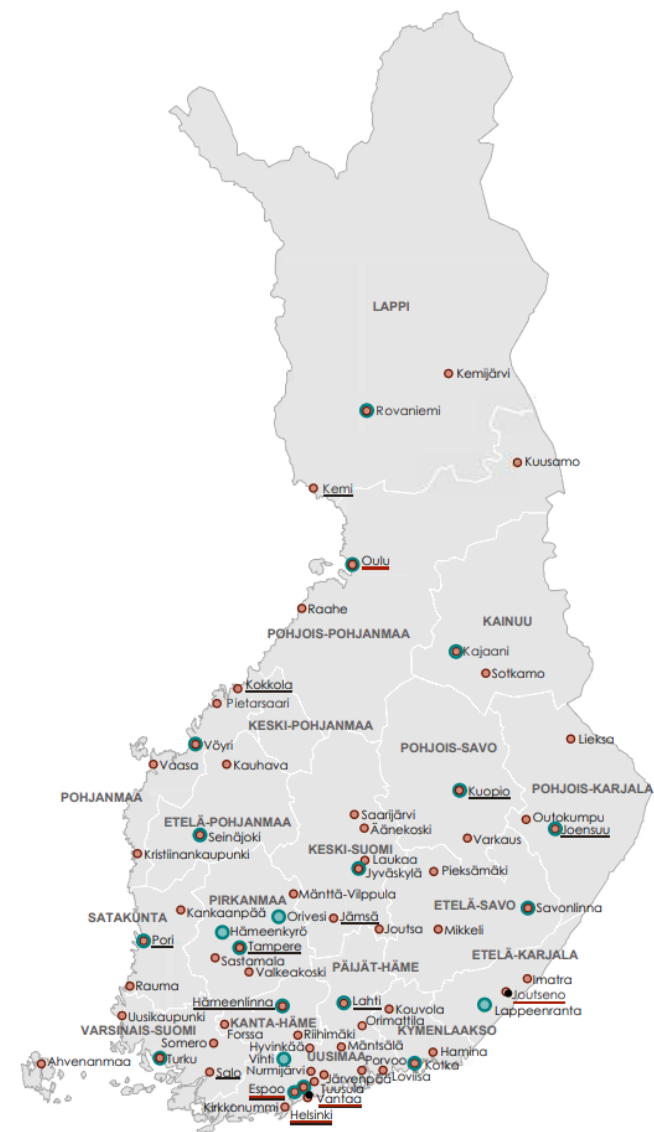 LAPPI
Kemijärvi
Rovaniemi
Kuusamo
Kemi
Oulu
Raahe
KAINUU
POHJOIS-POHJANMAA
Kajaani
Sotkamo
Kokkola
Pietarsaari
KESKI-POHJANMAA
Lieksa
Vöyri
POHJOIS-SAVO
Vaasa
Kauhava
POHJOIS-KARJALA
Kuopio
POHJANMAA
Saarijärvi
Outokumpu
ETELÄ-POHJANMAA
Äänekoski
Joensuu
Seinäjoki
Varkaus
KESKI-SUOMI
Kristiinankaupunki
Laukaa
Jyväskylä
Pieksämäki
Mänttä-Vilppula
PIRKANMAA
ETELÄ-SAVO
Savonlinna
Kankaanpää
SATAKUNTA
Orivesi
Jämsä
Hämeenkyrö
Joutsa
Mikkeli
Pori
Tampere
ETELÄ-KARJALA
Sastamala
PÄIJÄT-HÄME
Valkeakoski
Imatra
Rauma
Joutseno
Hämeenlinna
Lahti
Kouvola
Lappeenranta
Uusikaupunki
KANTA-HÄME
Orimattila
VARSINAIS-SUOMI
KYMENLAAKSO
Forssa
Riihimäki
Somero
Hyvinkää
Mäntsälä
Hamina
Turku
Vihti
UUSIMAA
Porvoo
Kotka
Ahvenanmaa
Nurmijärvi
Loviisa
Salo
Järvenpää
Espoo
Tuusula
Vantaa
Kirkkonummi
Helsinki